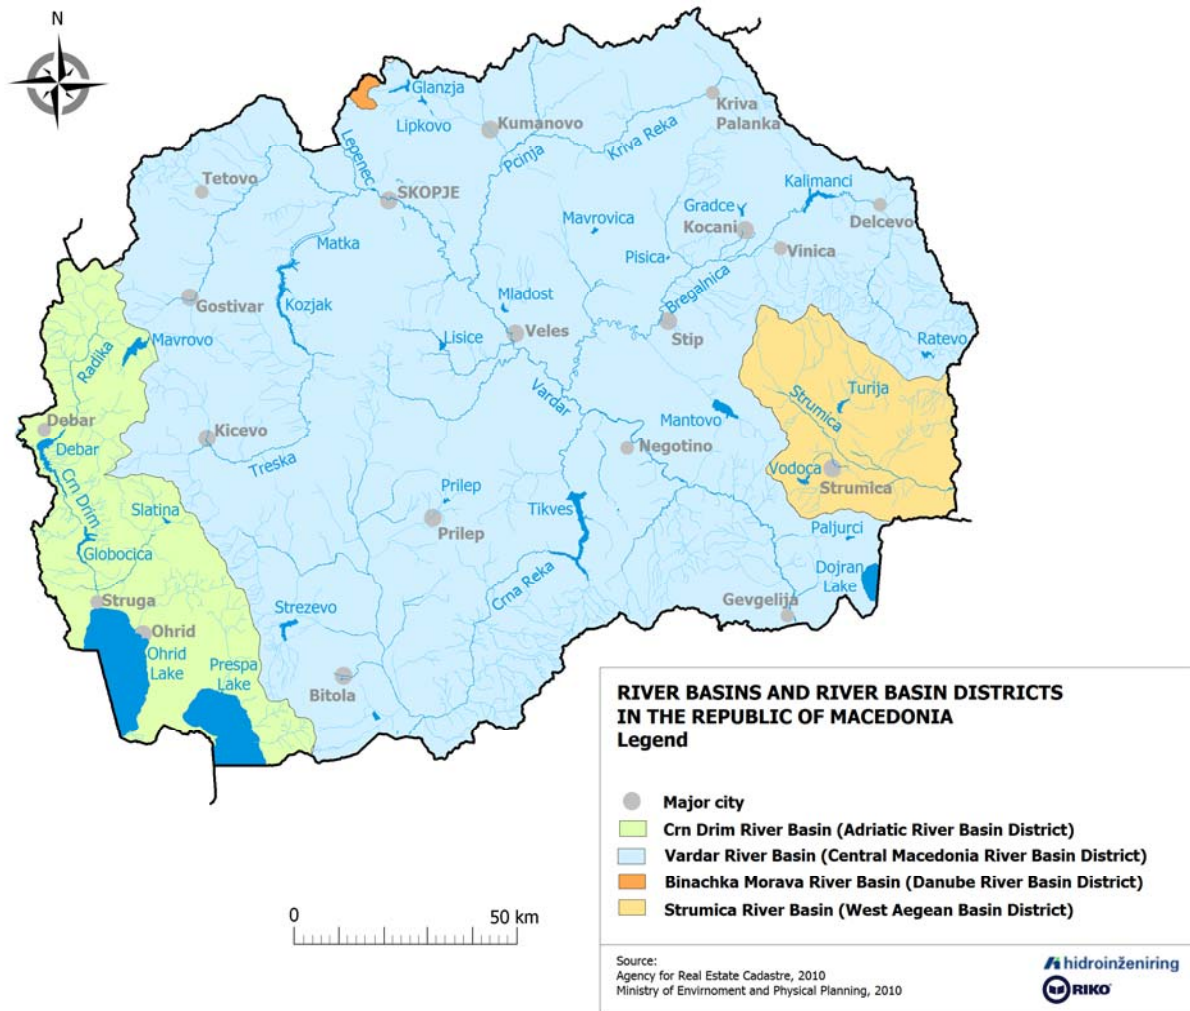 N
Glanzja
Lipkovo
Kumanovo
Kriva
Palanka
Kriva Reka
Pcinja
Lepenec
Tetovo
SKOPJE
Kalimanci
Delcevo
Gradce
Kocani
Mavrovica
Vinica
Pisica
Matka
Bregalnica
Mladost
Kozjak
Gostivar
Veles
Stip
Lisice
Ratevo
Mavrovo
Radika
Vardar
Turija
Strumica
Mantovo
Debar
Debar
Kicevo
Negotino
Treska
Vodoca
Strumica
Crn Drim
Slatina
Prilep
Prilep
Tikves
Paljurci
Globocica
Crna Reka
Dojran
Lake
Struga
Strezevo
Gevgelija
Ohrid
Ohrid
Lake
Prespa
Lake
Bitola
RIVER BASINS AND RIVER BASIN DISTRICTS
IN THE REPUBLIC OF MACEDONIA
Legend
Major city
Crn Drim River Basin (Adriatic River Basin District)
Vardar River Basin (Central Macedonia River Basin District)
Binachka Morava River Basin (Danube River Basin District)
Strumica River Basin (West Aegean Basin District)
0 50 km
Source:
Agency for Real Estate Cadastre, 2010
Ministry of Envirnoment and Physical Planning, 2010
hidroinženiring
RIKO